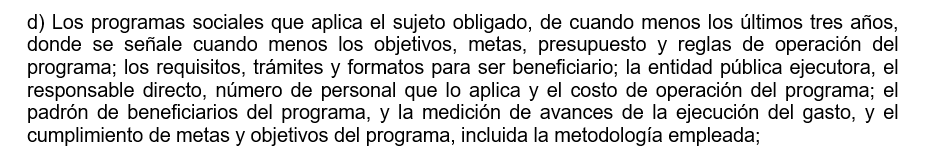 d) Los programas sociales que aplica el sujeto obligado, de cuando menos los últimos tres años,
donde se señale cuando menos los objetivos, metas, presupuesto y reglas de operación del
programa; los requisitos, trámites y formatos para ser beneficiario; la entidad pública ejecutora, el
responsable directo, número de personal que lo aplica y el costo de operación del programa; el
padrón de beneficiarios del programa, y la medición de avances de la ejecución del gasto, y el
cumplimiento de metas y objetivos del programa, incluida la metodología empleada;